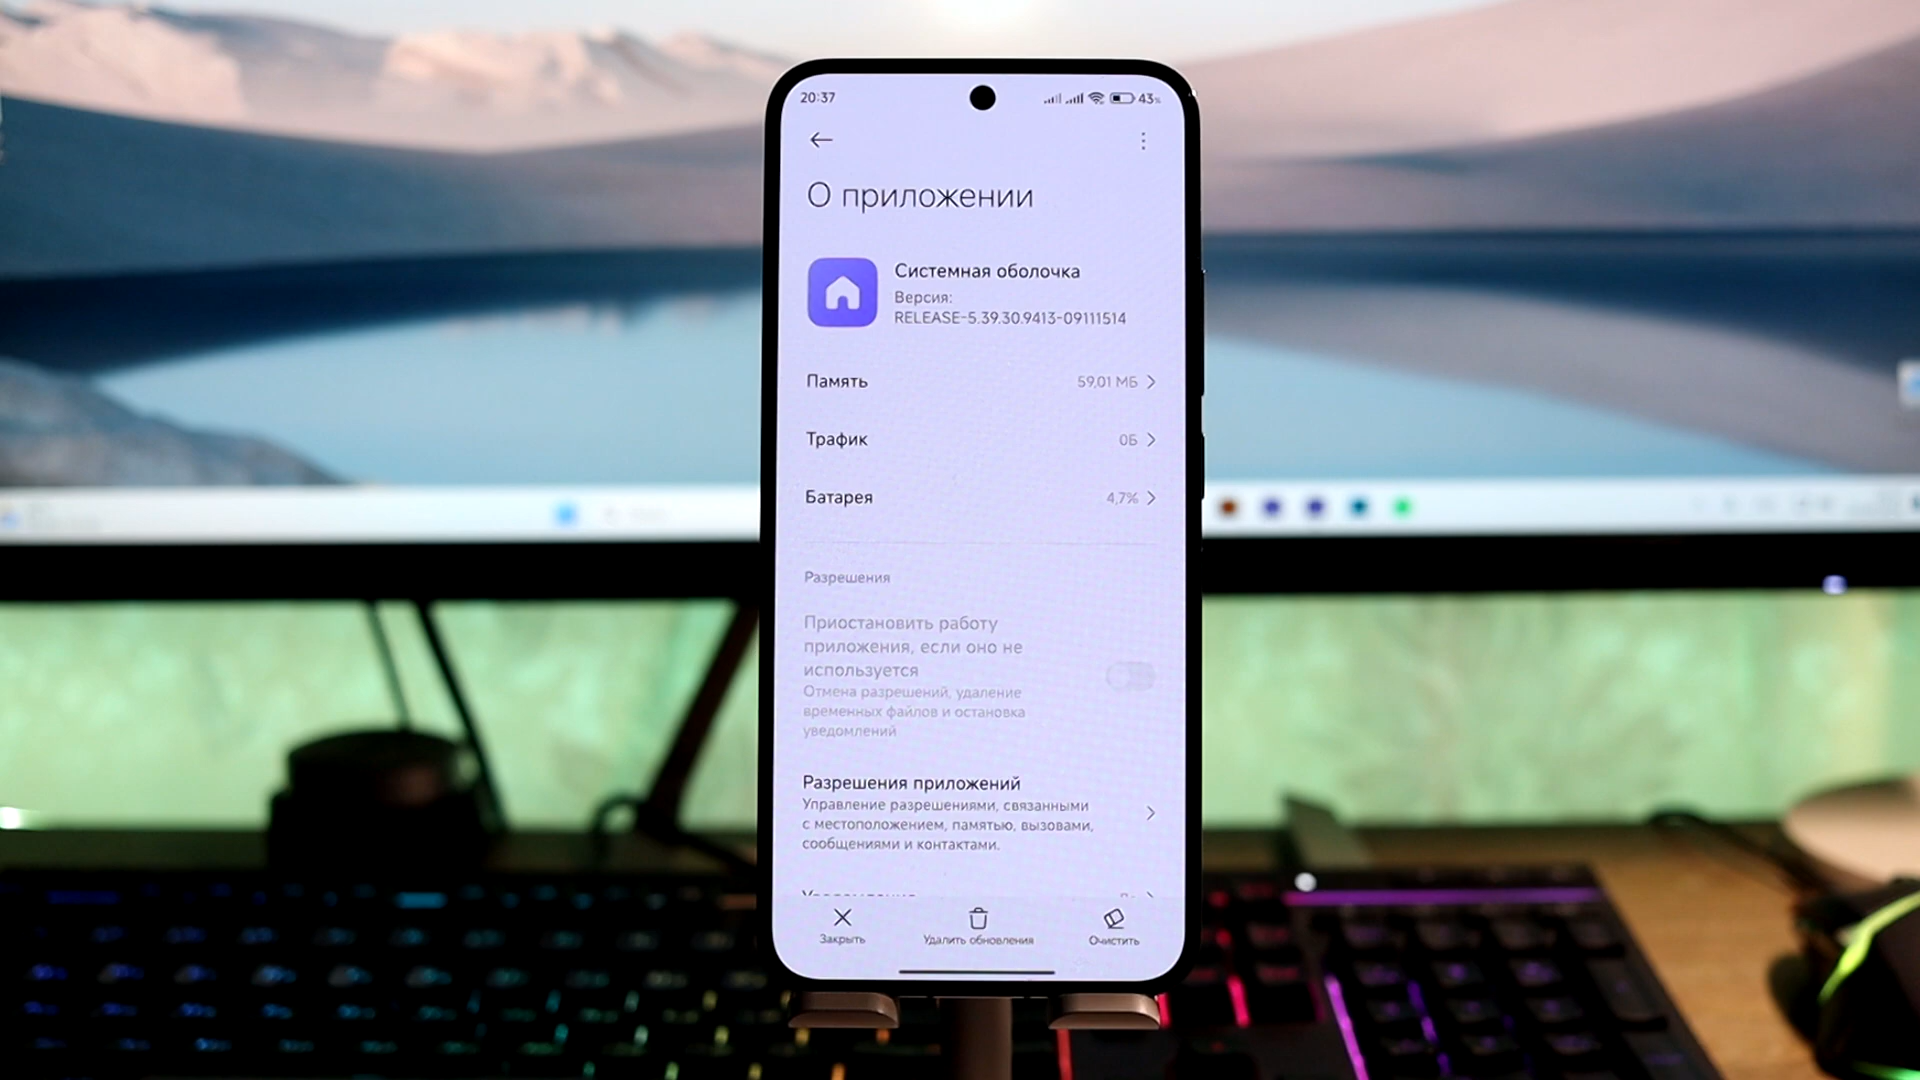 20:37
43%
О приложении
Системная оболочка
Версия:
RELEASE-5.39.30.9413-09111514
Память 59,01 МБ
Трафик 0Б
Батарея 4,7%
Разрешения
Приостановить работу
приложения, если оно не
используется
Отмена разрешений, удаление
временных файлов и остановка
уведомлений
Разрешения приложений
Управление разрешениями, связанными
с местоположением, памятью, вызовами,
сообщениями и контактами.
Закрыть Удалить обновления Очистить